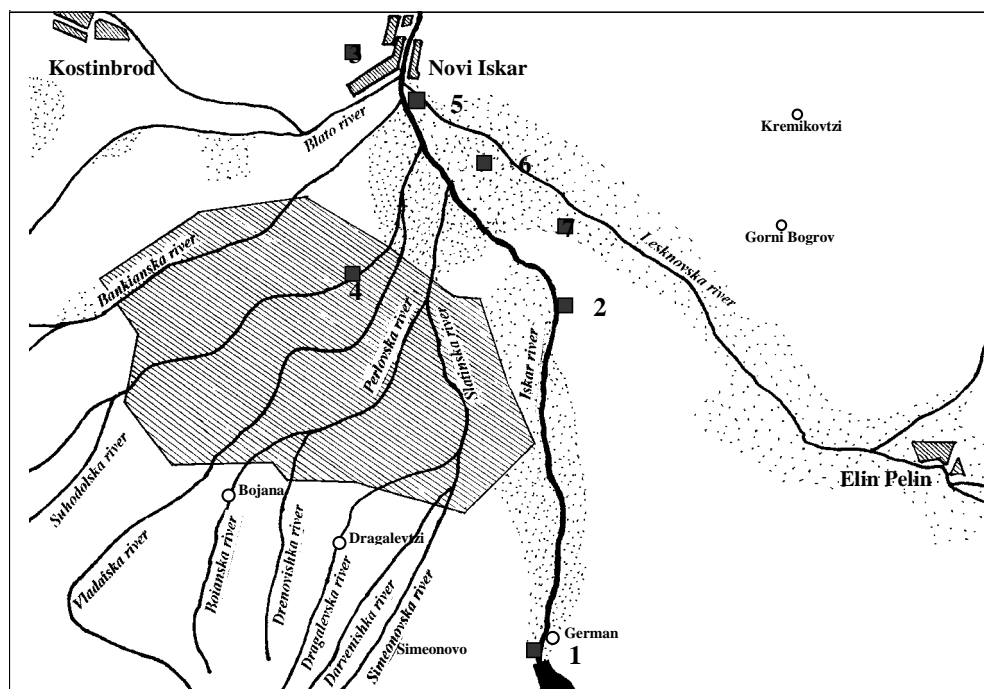 3
Kostinbrod
Novi Iskar
5
Blato river
Kremikovtzi
6
7
Gorni Bogrov
Lesknovska river
Bankianska river
4
2
Perlovska river
Slatinska river
Iskar river
Elin Pelin
Suhodolska river
Bojana
Dragalevtzi
Vladaiska river
Boianska river
Drenovishka river
Dragalevska river
Darvenishka river
Simeonovska river
Simeonovo
German
1